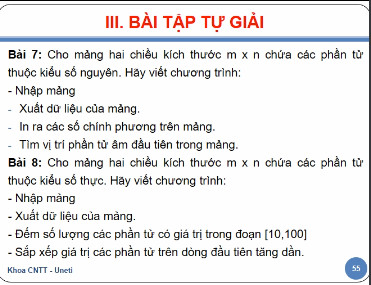 III. BÀI TẬP TỰ GIẢI
Bài 7: Cho mảng hai chiều kích thước m x n chứa các phần tử
thuộc kiểu số nguyên. Hãy viết chương trình:
- Nhập mảng
- Xuất dữ liệu của mảng.
- In ra các số chính phương trên mảng.
- Tìm vị trí phần tử âm đầu tiên trong mảng.
Bài 8: Cho mảng hai chiều kích thước m x n chứa các phần tử
thuộc kiểu số thực. Hãy viết chương trình:
- Nhập mảng
- Xuất dữ liệu của mảng.
- Đếm số lượng các phần tử có giá trị trong đoạn [10,100]
- Sắp xếp giá trị các phần tử trên dòng đầu tiên tăng dần.
Khoa CNTT - Uneti
55